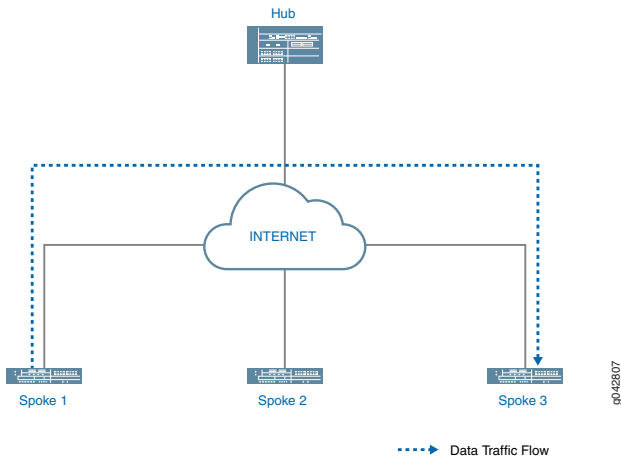 Hub
INTERNET
Spoke 1
Spoke 2
Spoke 3
g042807
Data Traffic Flow